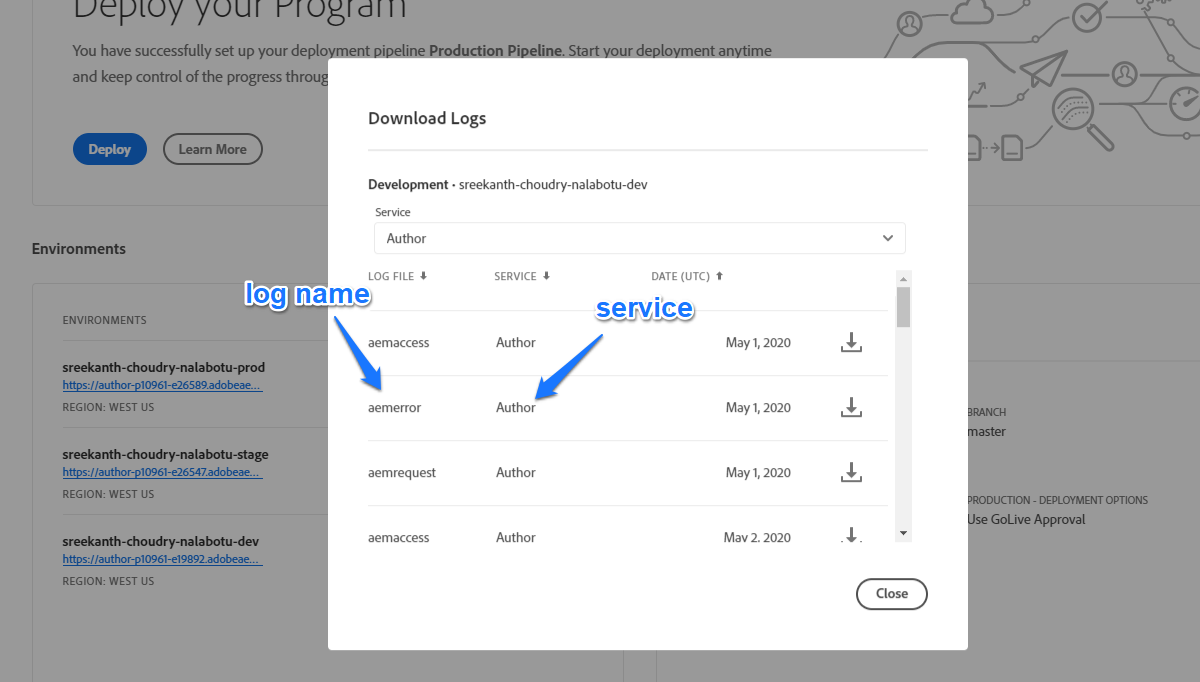 Deploy your Program
You have successfully set up your deployment pipeline Production Pipeline. Start your deployment anytime
and keep control of the progress throug
Deploy
Learn More
Environments
ENVIRONMENTS
sreekanth-choudry-nalabotu-prod
https://author-p10961-e26589.adobeae...
REGION: WEST US
sreekanth-choudry-nalabotu-stage
https://author-p10961-e26547.adobeae...
REGION: WEST US
sreekanth-choudry-nalabotu-dev
https://author-p10961-e19892.adobeae...
REGION: WEST US
Download Logs
Development · sreekanth-choudry-nalabotu-dev
Service
Author
LOG FILE SERVICE DATE (UTC)
log name
service
aemaccess Author May 1, 2020
aemerror Author May 1, 2020
aemrequest Author May 1, 2020
aemaccess Author May 2, 2020
Close
BRANCH
master
PRODUCTION - DEPLOYMENT OPTIONS
Use GoLive Approval